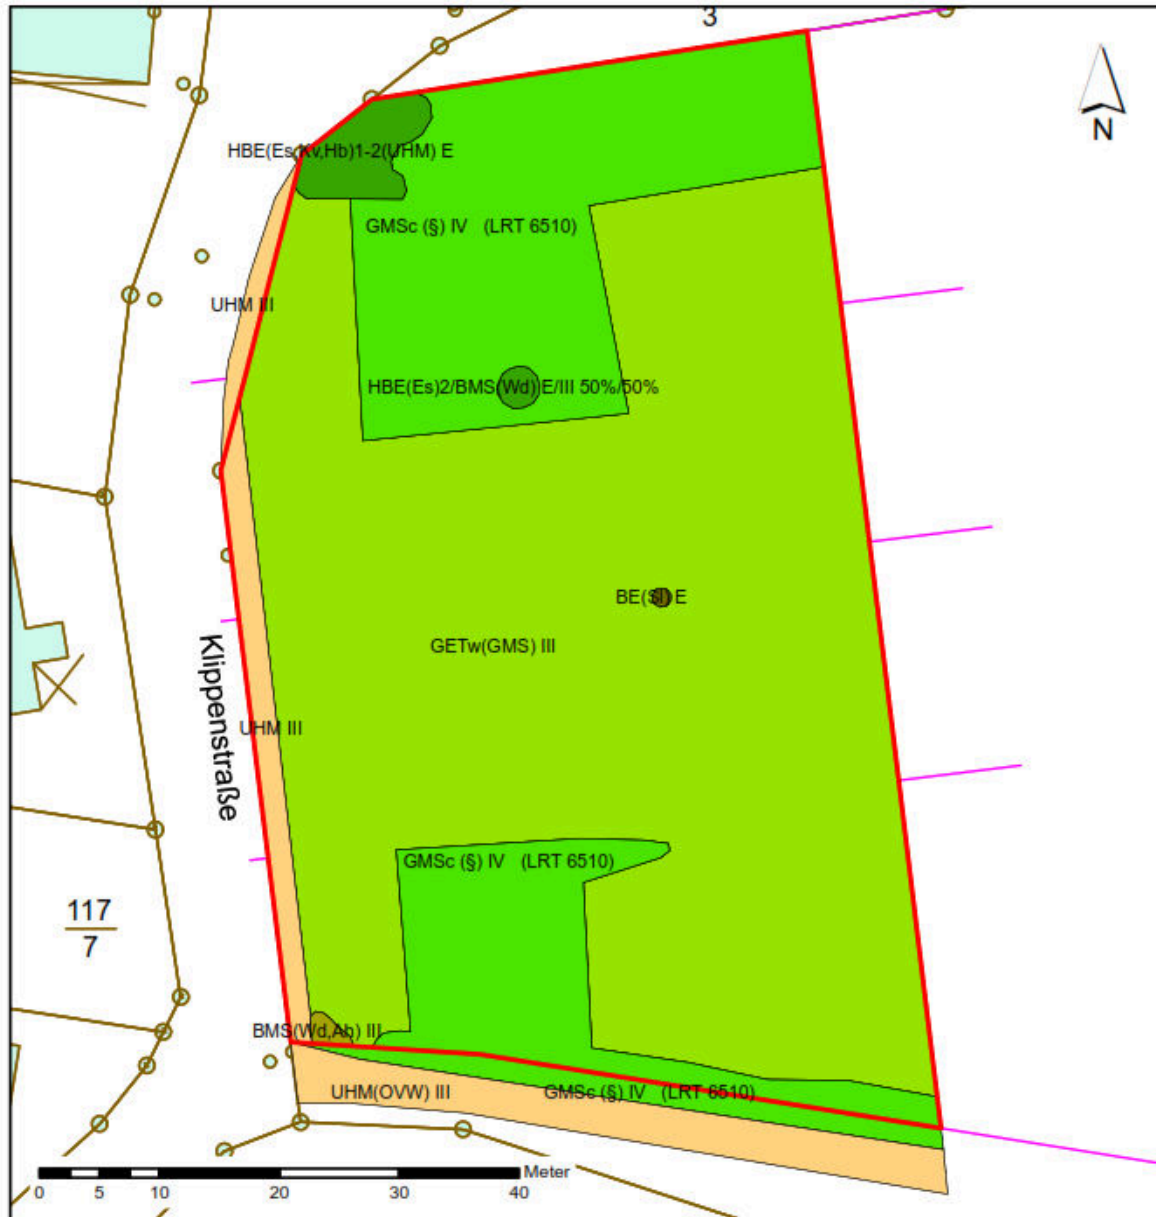 3
N
HBE(Es,Kv,Hb)1-2(UHM) E
GMSc (§) IV (LRT 6510)
UHM III
HBE(Es)2/BMS(Wd) E/III 50%/50%
BE(SI) E
GETw(GMS) III
Klippenstraße
UHM III
GMSc (§) IV (LRT 6510)
117
7
BMS(Wd,Ah) III
UHM(OVW) III
GMSc (§) IV (LRT 6510)
Meter
0 5 10 20 30 40